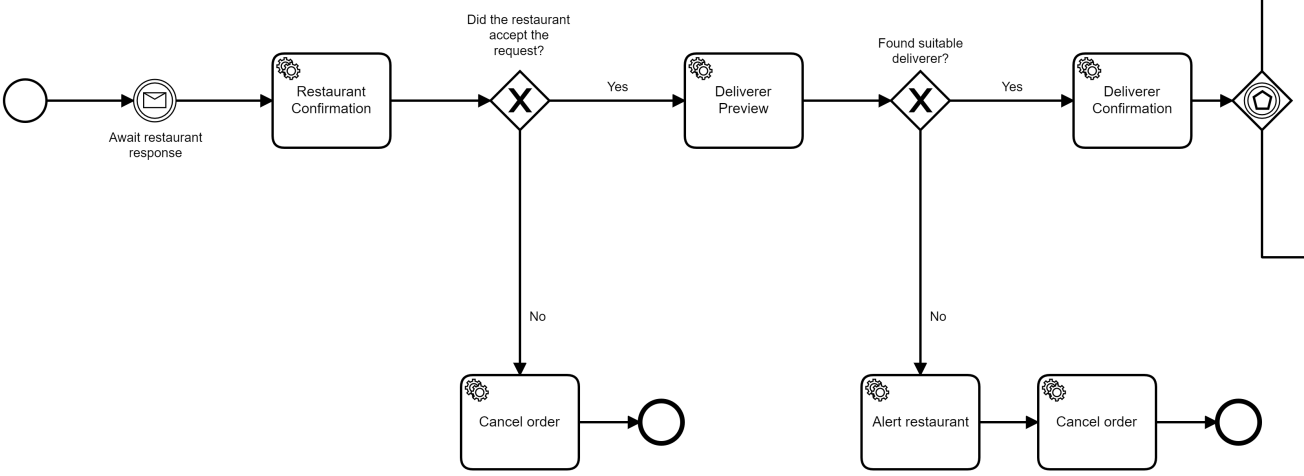 Did the restaurant
accept the
request?
Found suitable
deliverer?
Yes
Yes
Restaurant
Confirmation
Deliverer
Preview
Deliverer
Confirmation
Await restaurant
response
No
No
Cancel order
Alert restaurant
Cancel order